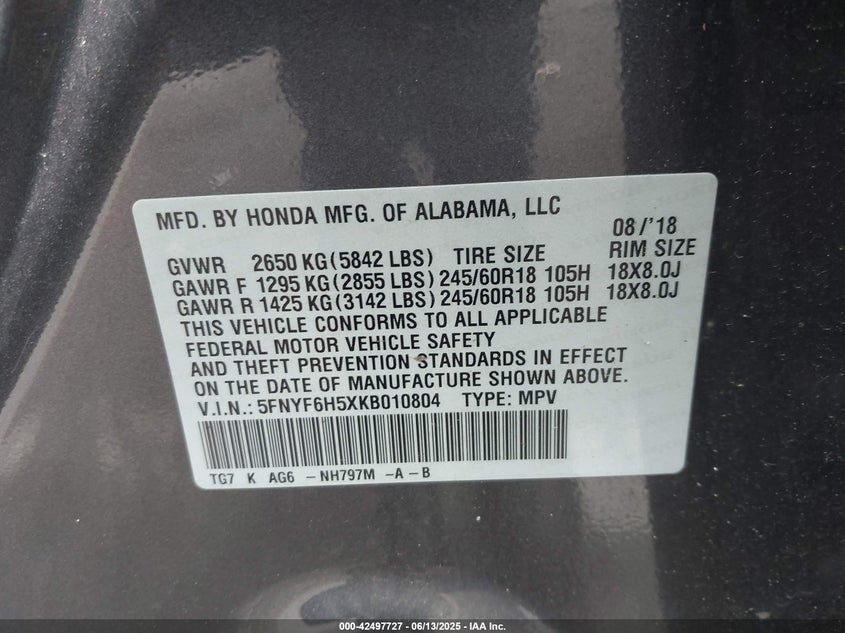 MFD. BY HONDA MFG. OF ALABAMA, LLC
08/'18
GVWR 2650 KG(5842 LBS) TIRE SIZE RIM SIZE
GAWR F 1295 KG(2855 LBS) 245/60R18 105H 18X8.0J
GAWR R 1425 KG(3142 LBS) 245/60R18 105H 18X8.0J
THIS VEHICLE CONFORMS TO ALL APPLICABLE
FEDERAL MOTOR VEHICLE SAFETY
AND THEFT PREVENTION STANDARDS IN EFFECT
ON THE DATE OF MANUFACTURE SHOWN ABOVE.
V.I.N.: 5FNYF6H5XKB010804 TYPE: MPV
TG7 K AG6 -NH797M -A-B
000-42497727 - 06/13/2025 - IAA Inc.